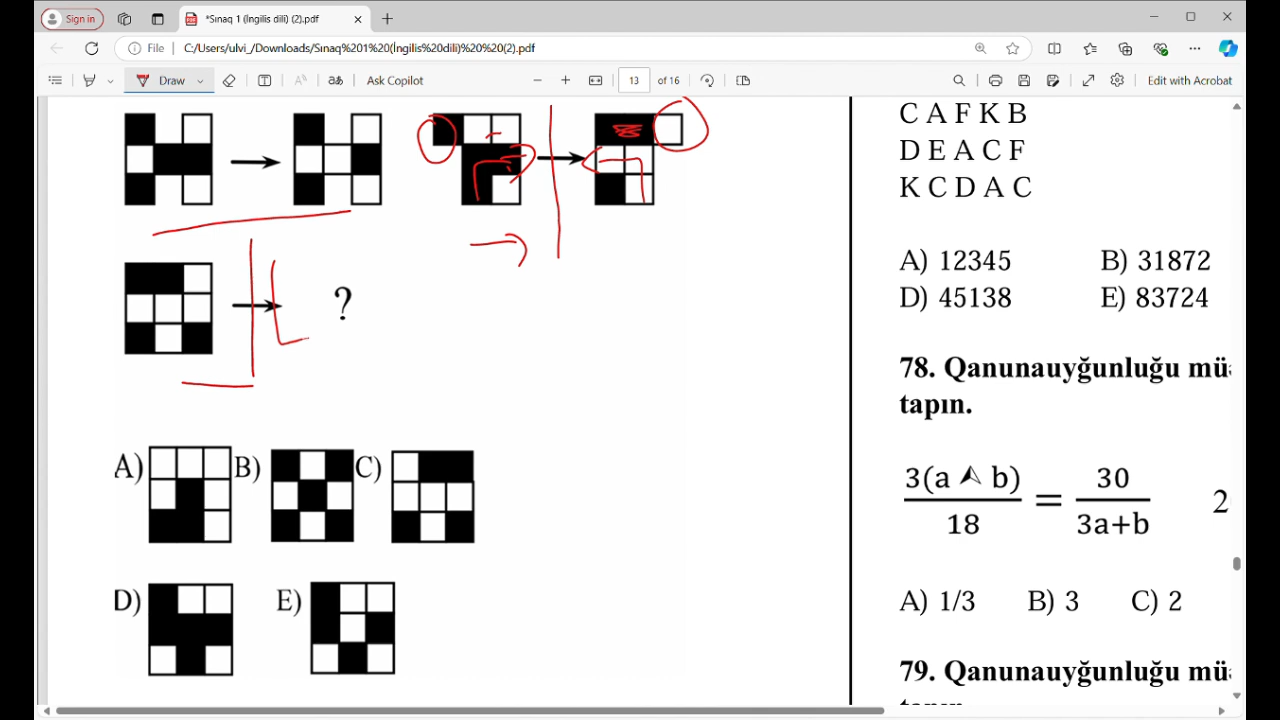 Sign in
*Sınaq 1 (İngilis dili) (2).pdf
File
C:/Users/ulvi_/Downloads/Sınaq%201%20(İngilis%20dili)%20%20(2).pdf
Draw
Ask Copilot
13 of 16
Edit with Acrobat
?
A)
B)
C)
D)
E)
C A F K B
D E A C F
K C D A C
A) 12345
B) 31872
D) 45138
E) 83724
78. Qanunauyğunluğu
tapın.
3(a ⋏ b)
18
=
30
3a+b
2
A) 1/3
B) 3
C) 2
79. Qanunauyğunluğu